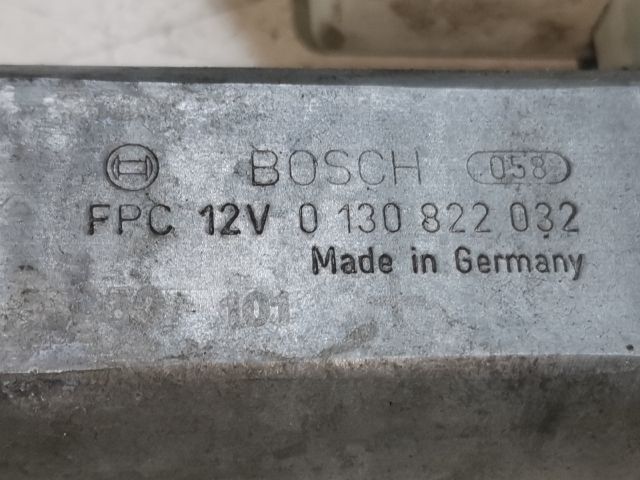 BOSCH 058
FPC 12V 0 130 822 032
Made in Germany
101